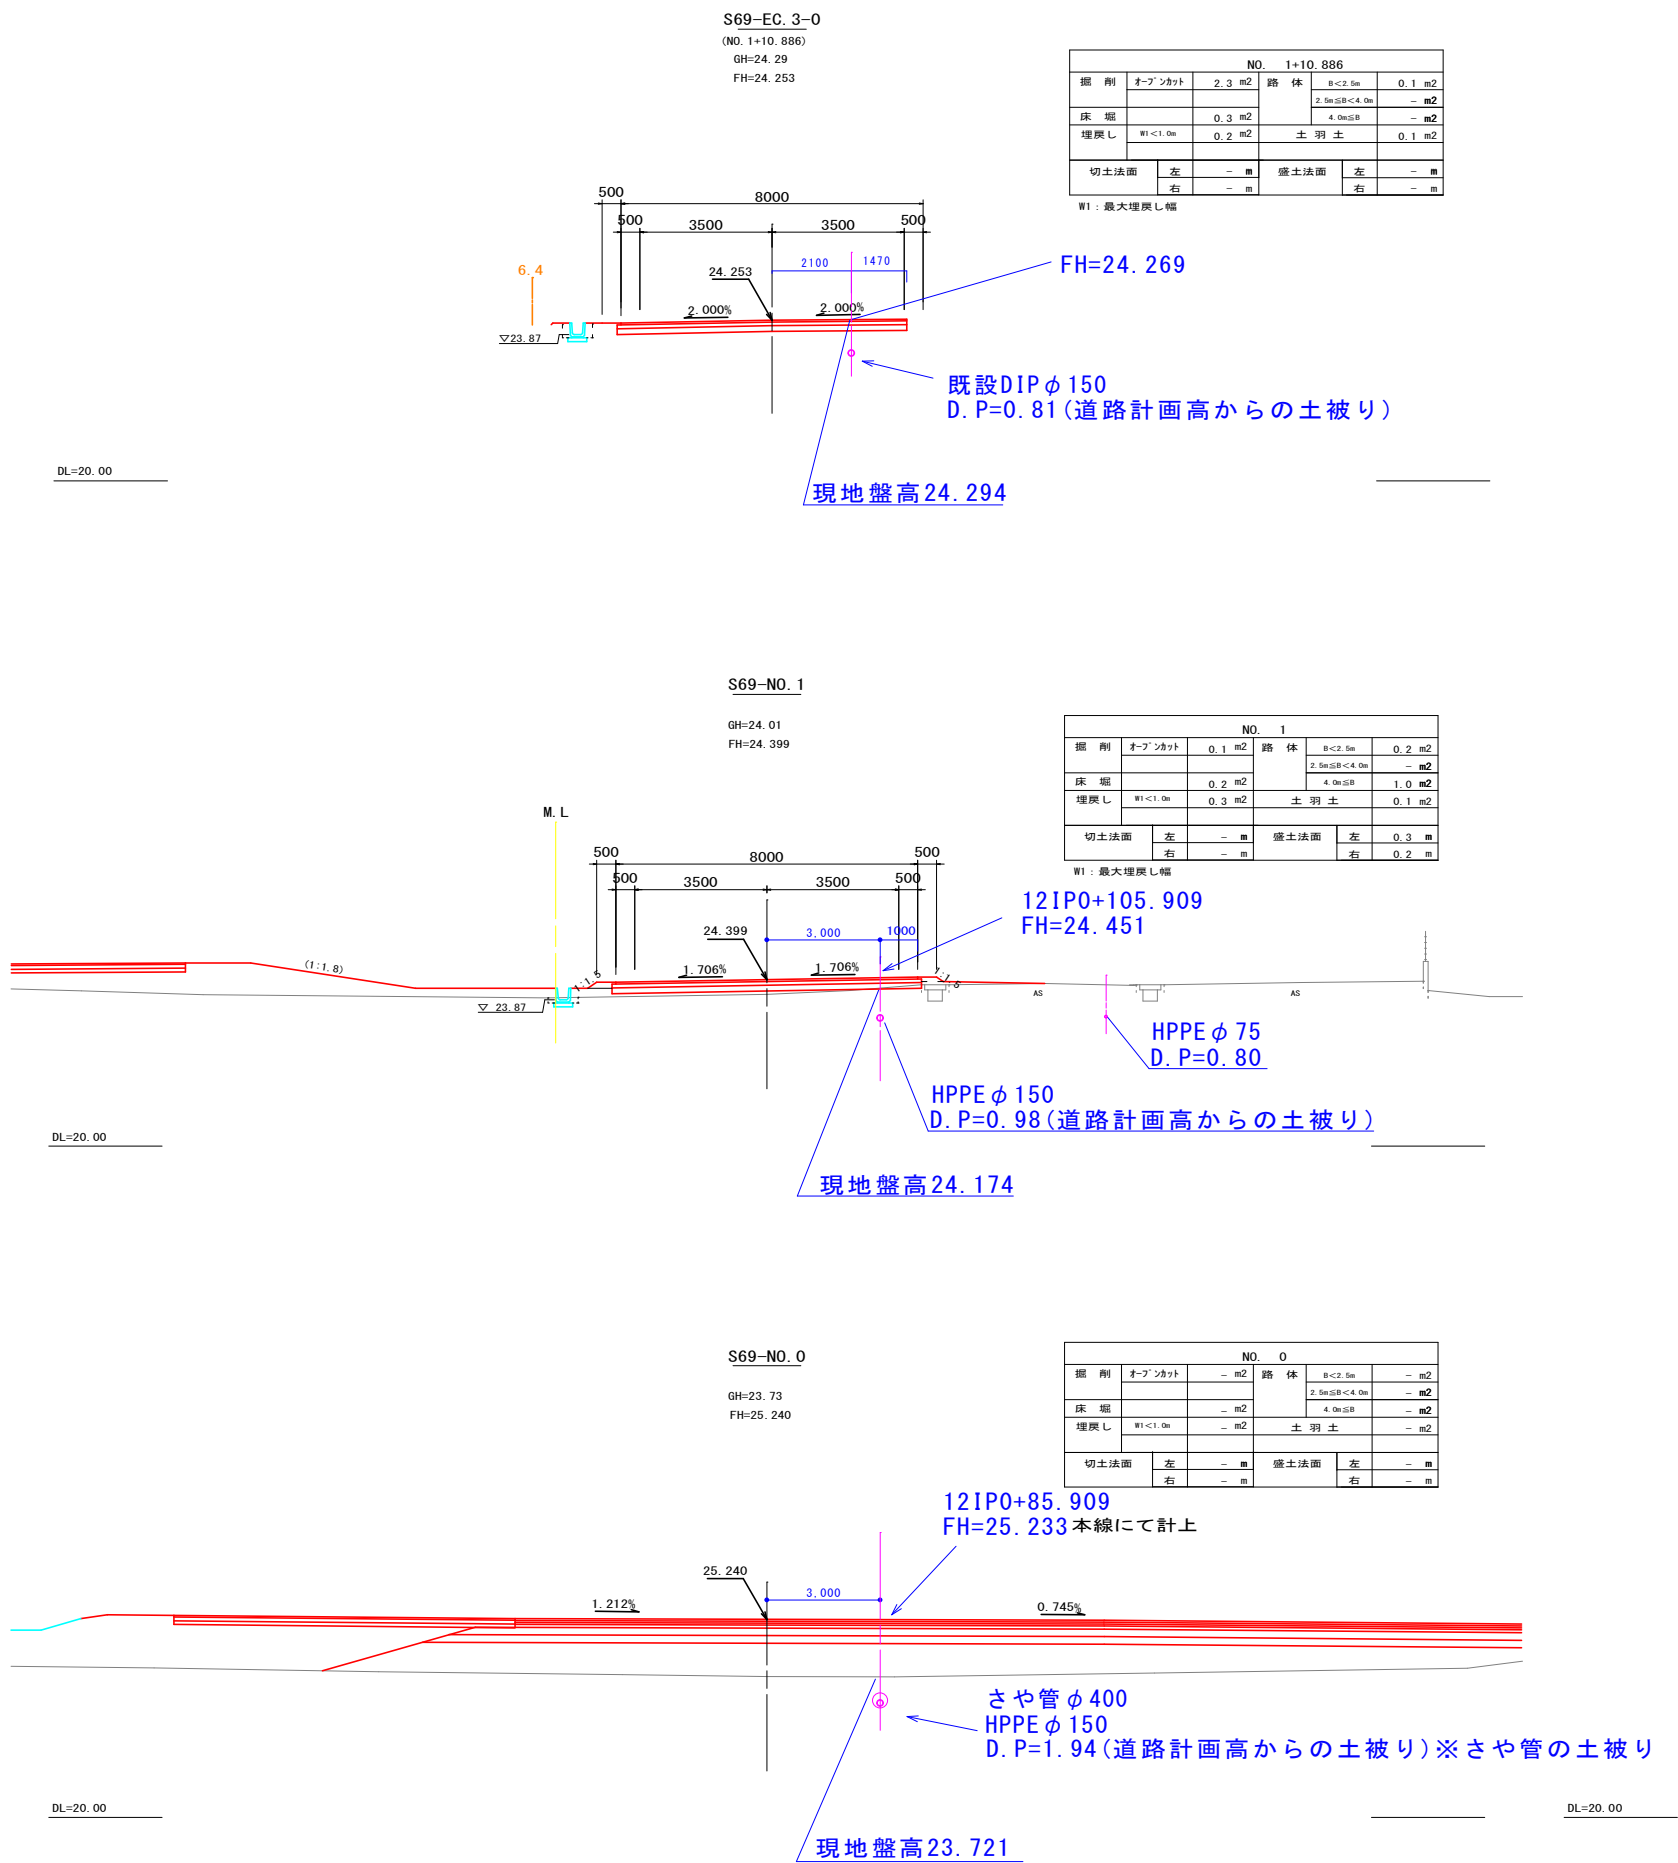 S69-EC.3-0
(NO.1+10.886)
GH=24.29
FH=24.253
NO. 1+10.886
掘 削 オープンカット 2.3 m2 路 体 B<2.5m 0.1 m2
2.5m≦B<4.0m - m2
床 堀 0.3 m2 4.0m≦B - m2
埋戻し W1<1.0m 0.2 m2 土 羽 土 0.1 m2
切土法面 左 - m 盛土法面 左 - m
右 - m 右 - m
W1：最大埋戻し幅
500 8000
500 3500 3500 500
6.4
24.253
2100 1470
FH=24.269
2.000% 2.000%
▽23.87
既設DIPφ150
D.P=0.81(道路計画高からの土被り)
DL=20.00
現地盤高24.294
S69-NO.1
GH=24.01
FH=24.399
NO. 1
掘 削 オープンカット 0.1 m2 路 体 B<2.5m 0.2 m2
2.5m≦B<4.0m - m2
床 堀 0.2 m2 4.0m≦B 1.0 m2
埋戻し W1<1.0m 0.3 m2 土 羽 土 0.1 m2
切土法面 左 - m 盛土法面 左 0.3 m
右 - m 右 0.2 m
W1：最大埋戻し幅
M.L
500 8000 500
500 3500 3500 500
12IP0+105.909
FH=24.451
24.399
3,000 1000
(1:1.8)
1:1.5
1.706% 1.706%
1:1.5
AS
AS
▽ 23.87
HPPEφ75
D.P=0.80
HPPEφ150
D.P=0.98(道路計画高からの土被り)
DL=20.00
現地盤高24.174
S69-NO.0
GH=23.73
FH=25.240
NO. 0
掘 削 オープンカット - m2 路 体 B<2.5m - m2
2.5m≦B<4.0m - m2
床 堀 - m2 4.0m≦B - m2
埋戻し W1<1.0m - m2 土 羽 土 - m2
切土法面 左 - m 盛土法面 左 - m
右 - m 右 - m
12IP0+85.909
FH=25.233 本線にて計上
25.240
3,000
1.212%
0.745%
さや管φ400
HPPEφ150
D.P=1.94(道路計画高からの土被り)※さや管の土被り
DL=20.00
DL=20.00
現地盤高23.721